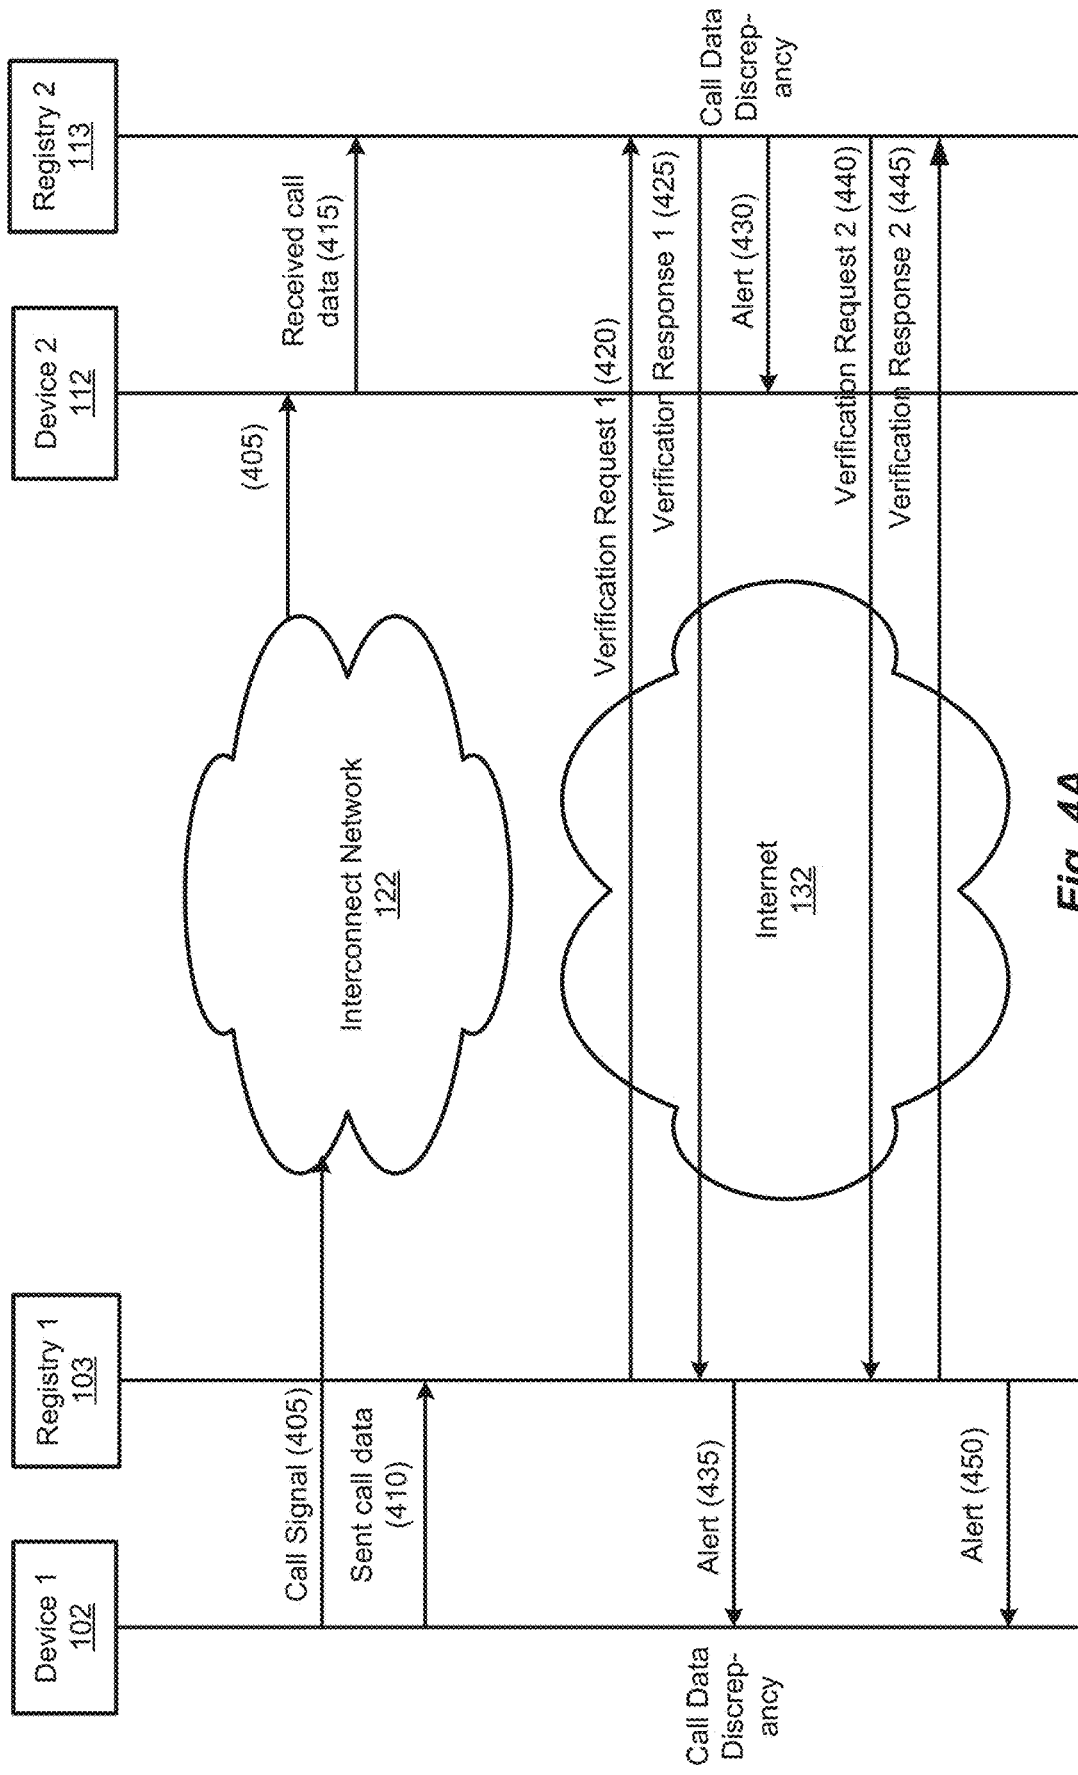 Device 1
102
Registry 1
103
Device 2
112
Registry 2
113
Call Signal (405)
(405)
Sent call data
(410)
Received call
data (415)
Interconnect Network
122
Verification Request 1 (420)
Verification Response 1 (425)
Call Data
Discrep-
ancy
Alert (435)
Alert (430)
Call Data
Discrep-
ancy
Internet
132
Verification Request 2 (440)
Verification Response 2 (445)
Alert (450)
Fig. 4A